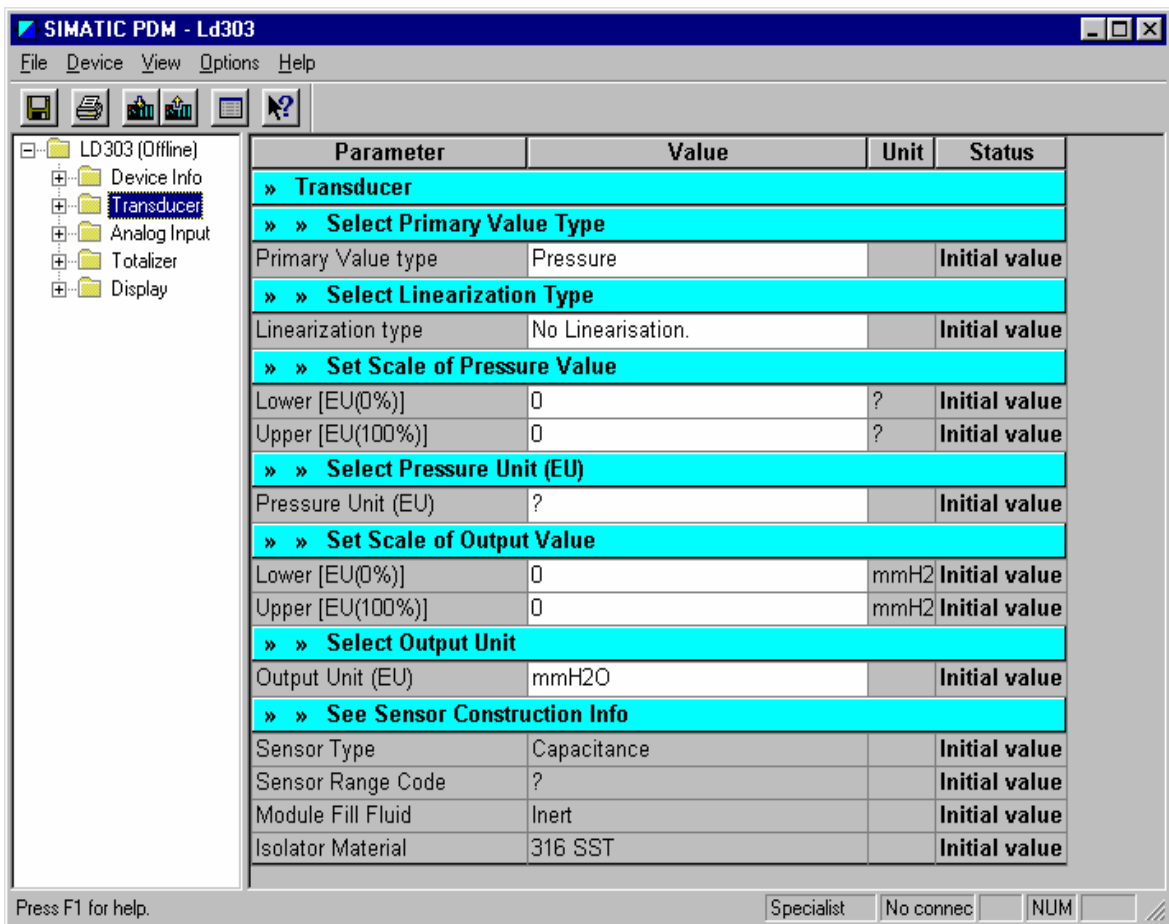 SIMATIC PDM - Ld303
File Device View Options Help
LD303 (Offline)
Device Info
Transducer
Analog Input
Totalizer
Display
Parameter Value Unit Status
» Transducer
» » Select Primary Value Type
Primary Value type Pressure Initial value
» » Select Linearization Type
Linearization type No Linearisation. Initial value
» » Set Scale of Pressure Value
Lower [EU(0%)] 0 ? Initial value
Upper [EU(100%)] 0 ? Initial value
» » Select Pressure Unit (EU)
Pressure Unit (EU) ? Initial value
» » Set Scale of Output Value
Lower [EU(0%)] 0 mmH2 Initial value
Upper [EU(100%)] 0 mmH2 Initial value
» » Select Output Unit
Output Unit (EU) mmH2O Initial value
» » See Sensor Construction Info
Sensor Type Capacitance Initial value
Sensor Range Code ? Initial value
Module Fill Fluid Inert Initial value
Isolator Material 316 SST Initial value
Press F1 for help. Specialist No connec NUM